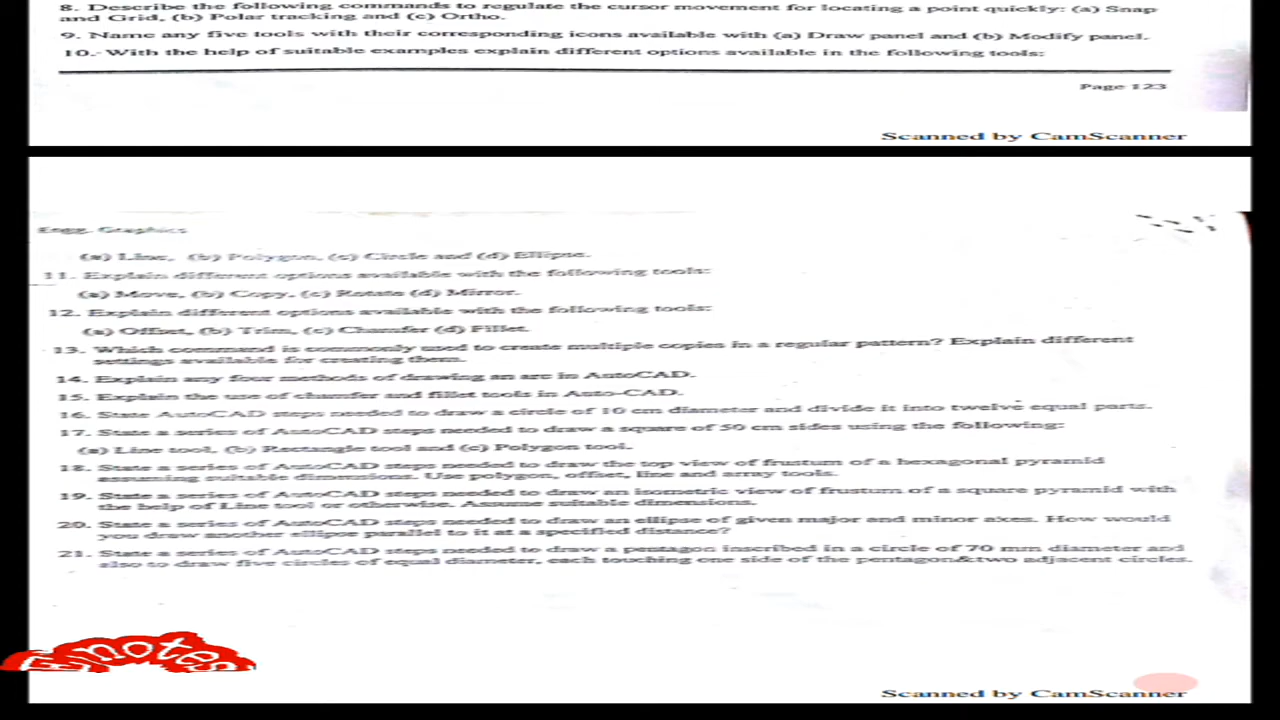 8. Describe the following commands to regulate the cursor movement for locating a point quickly: (a) Snap
and Grid, (b) Polar tracking and (c) Ortho.
9. Name any five tools with their corresponding icons available with (a) Draw panel and (b) Modify panel.
10. With the help of suitable examples explain different options available in the following tools:
Page 123
Scanned by CamScanner
Engg. Graphics
(a) Line, (b) Polygon, (c) Circle and (d) Ellipse.
11. Explain different options available with the following tools:
(a) Move, (b) Copy, (c) Rotate (d) Mirror.
12. Explain different options available with the following tools:
(a) Offset, (b) Trim, (c) Chamfer (d) Fillet.
13. Which command is commonly used to create multiple copies in a regular pattern? Explain different
settings available for creating them.
14. Explain any four methods of drawing an arc in AutoCAD.
15. Explain the use of chamfer and fillet tools in Auto-CAD.
16. State AutoCAD steps needed to draw a circle of 10 cm diameter and divide it into twelve equal parts.
17. State a series of AutoCAD steps needed to draw a square of 50 cm sides using the following:
(a) Line tool, (b) Rectangle tool and (c) Polygon tool.
18. State a series of AutoCAD steps needed to draw the top view of frustum of a hexagonal pyramid
assuming suitable dimensions. Use polygon, offset, line and array tools.
19. State a series of AutoCAD steps needed to draw an isometric view of frustum of a square pyramid with
the help of Line tool or otherwise. Assume suitable dimensions.
20. State a series of AutoCAD steps needed to draw an ellipse of given major and minor axes. How would
you draw another ellipse parallel to it at a specified distance?
21. State a series of AutoCAD steps needed to draw a pentagon inscribed in a circle of 70 mm diameter and
also to draw five circles of equal diameter, each touching one side of the pentagon&two adjacent circles.
Scanned by CamScanner